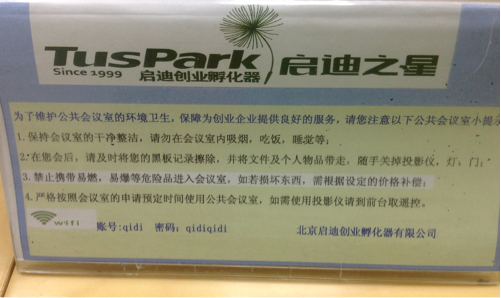 TusPark
Since 1999 启迪创业孵化器
启迪之星
为了维护公共会议室的环境卫生，保障为创业企业提供良好的服务，请您注意以下公共会议室小提示
1.保持会议室的干净整洁，请勿在会议室内吸烟，吃饭，睡觉等；
2.在您会后，请及时将您的黑板记录擦除，并将文件及个人物品带走，随手关掉投影仪，灯；门；
3.禁止携带易燃，易爆等危险品进入会议室，如若损坏东西，需根据设定的价格补偿；
4.严格按照会议室的申请预定时间使用公共会议室，如需使用投影仪请到前台取遥控。
wifi 账号:qidi 密码：qidiqidi 北京启迪创业孵化器有限公司